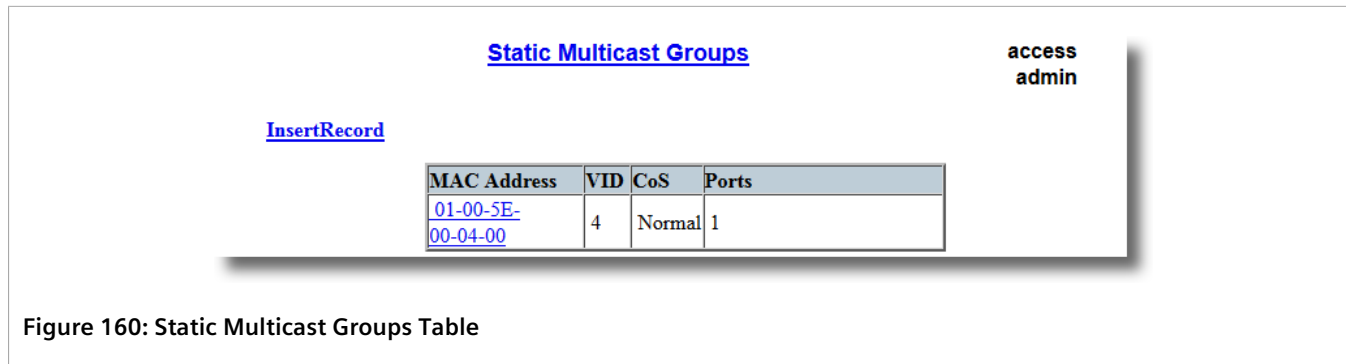 Static Multicast Groups
access
admin
InsertRecord
MAC Address VID CoS Ports
01-00-5E-
00-04-00 4 Normal 1
Figure 160: Static Multicast Groups Table